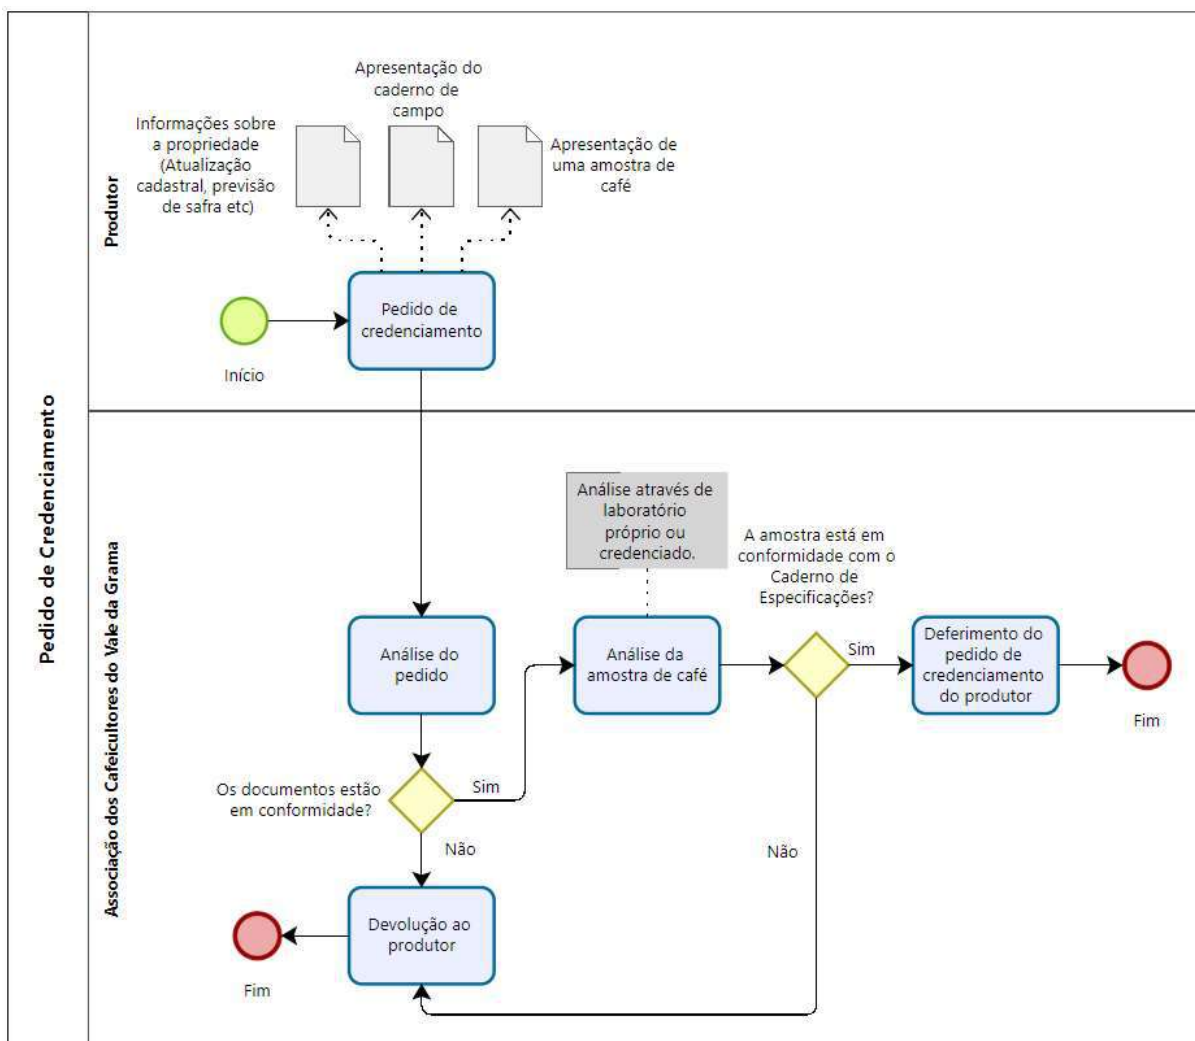 Pedido de Credenciamento
Produtor
Informações sobre
a propriedade
(Atualização
cadastral, previsão
de safra etc)
Apresentação do
caderno de
campo
Apresentação de
uma amostra de
café
Início
Pedido de
credenciamento
Associação dos Cafeicultores do Vale da Grama
Análise do
pedido
Os documentos estão
em conformidade?
Sim
Não
Devolução ao
produtor
Fim
Análise através de
laboratório
próprio ou
credenciado.
Análise da
amostra de café
A amostra está em
conformidade com o
Caderno de
Especificações?
Sim
Não
Deferimento do
pedido de
credenciamento
do produtor
Fim